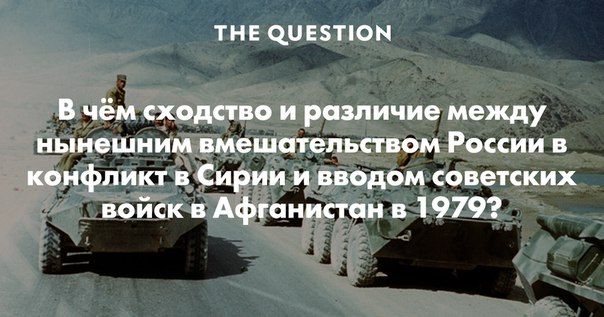 THE QUESTION
В чём сходство и различие между
нынешним вмешательством России в
конфликт в Сирии и вводом советских
войск в Афганистан в 1979?